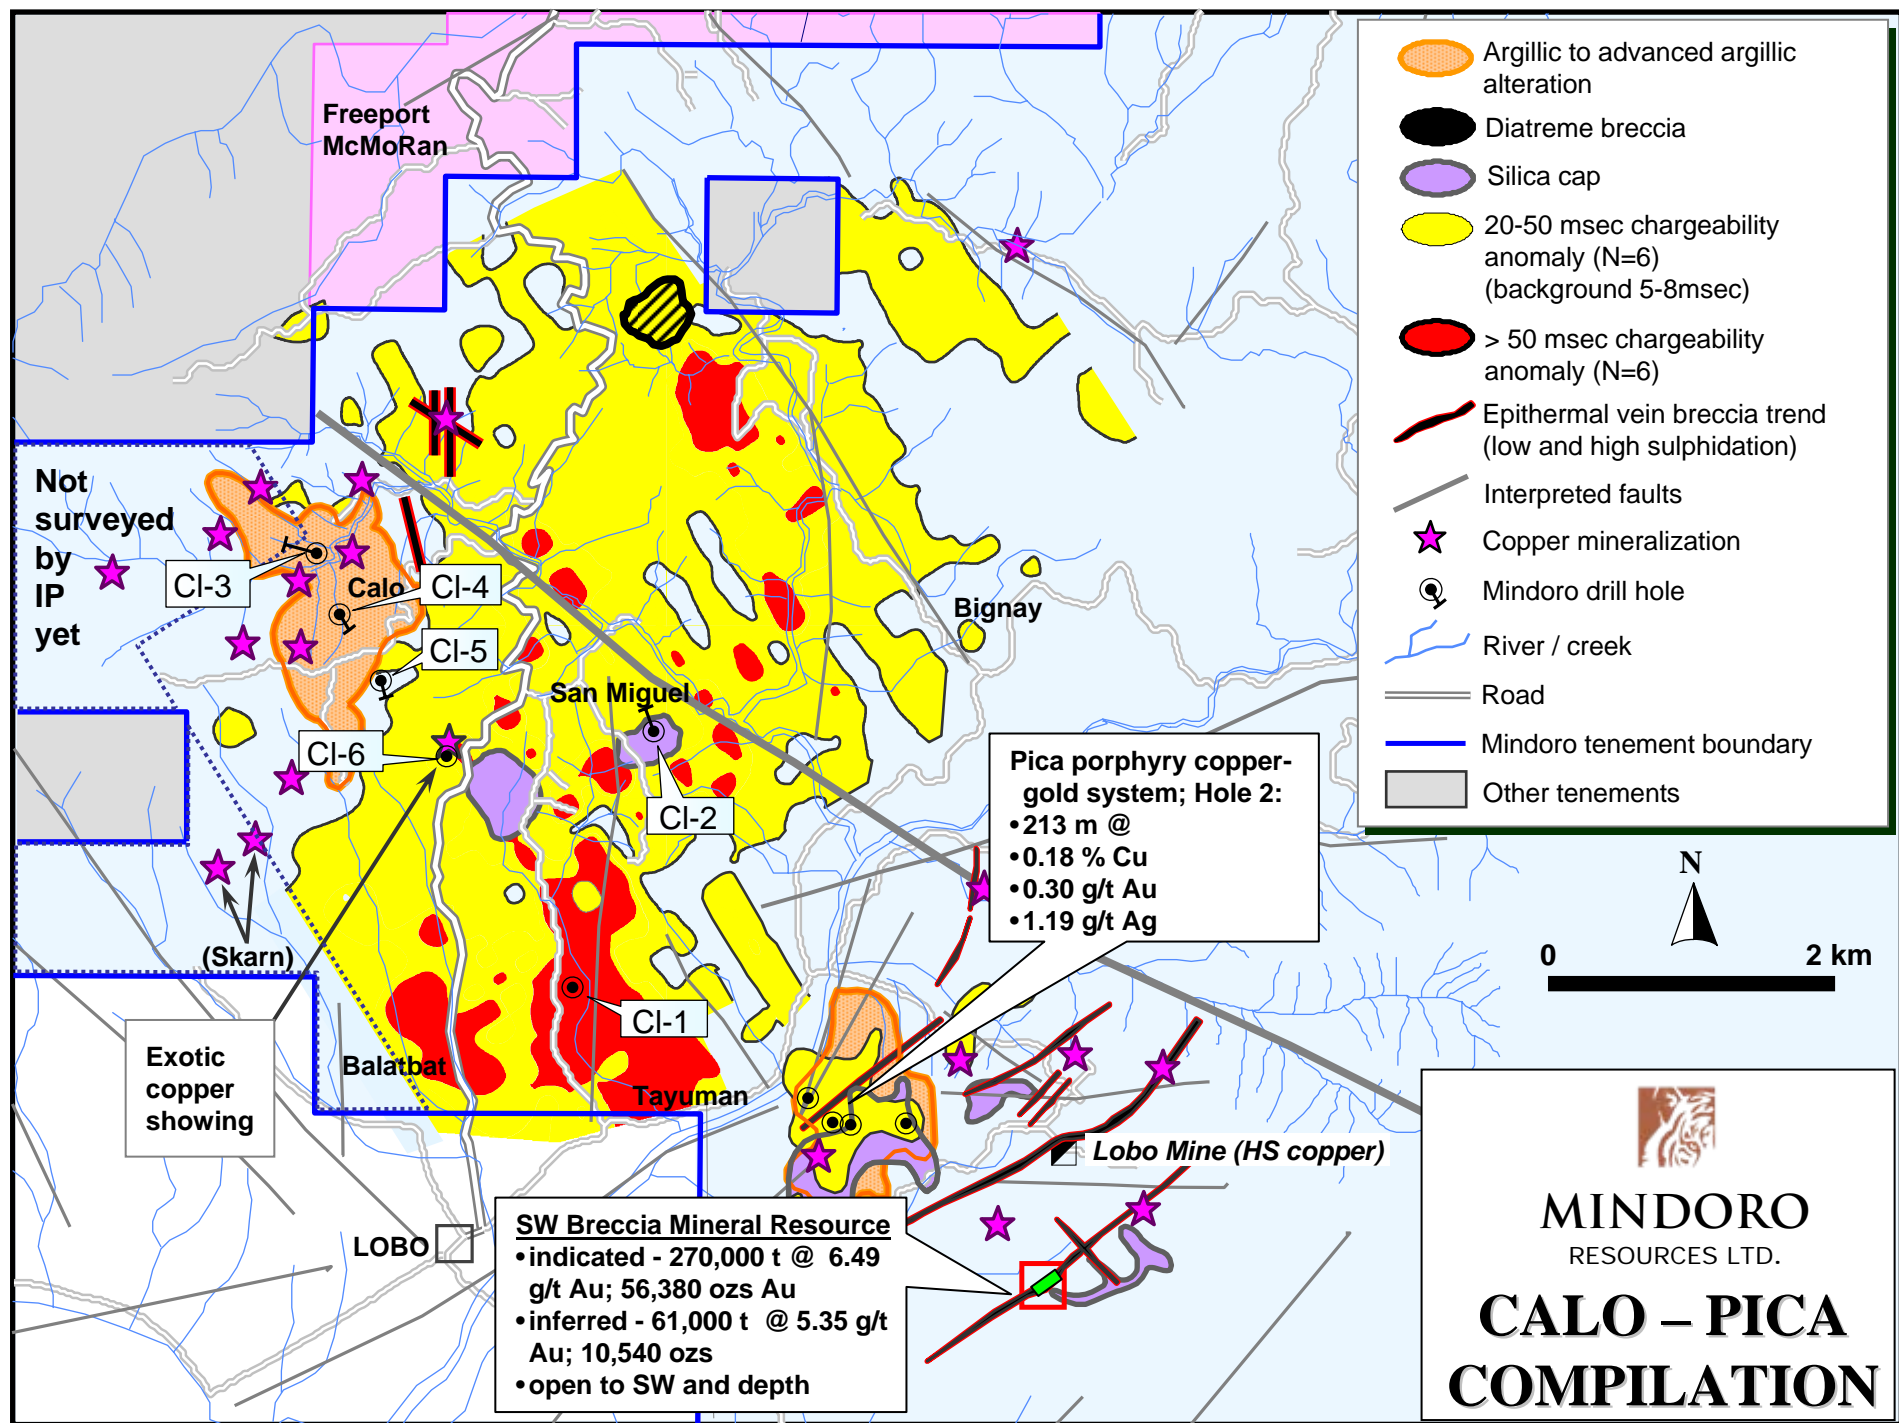 Freeport
McMoRan
Not
surveyed
by
IP
yet
CI-3
Calo
CI-4
CI-5
CI-6
San Miguel
CI-2
Bignay
(Skarn)
CI-1
Exotic
copper
showing
Balatbat
Tayuman
LOBO
Pica porphyry copper-
gold system; Hole 2:
•213 m @
•0.18 % Cu
•0.30 g/t Au
•1.19 g/t Ag
Lobo Mine (HS copper)
SW Breccia Mineral Resource
•indicated - 270,000 t @ 6.49
g/t Au; 56,380 ozs Au
•inferred - 61,000 t @ 5.35 g/t
Au; 10,540 ozs
•open to SW and depth
Argillic to advanced argillic
alteration
Diatreme breccia
Silica cap
20-50 msec chargeability
anomaly (N=6)
(background 5-8msec)
> 50 msec chargeability
anomaly (N=6)
Epithermal vein breccia trend
(low and high sulphidation)
Interpreted faults
Copper mineralization
Mindoro drill hole
River / creek
Road
Mindoro tenement boundary
Other tenements
N
0 2 km
MINDORO
RESOURCES LTD.
CALO – PICA
COMPILATION